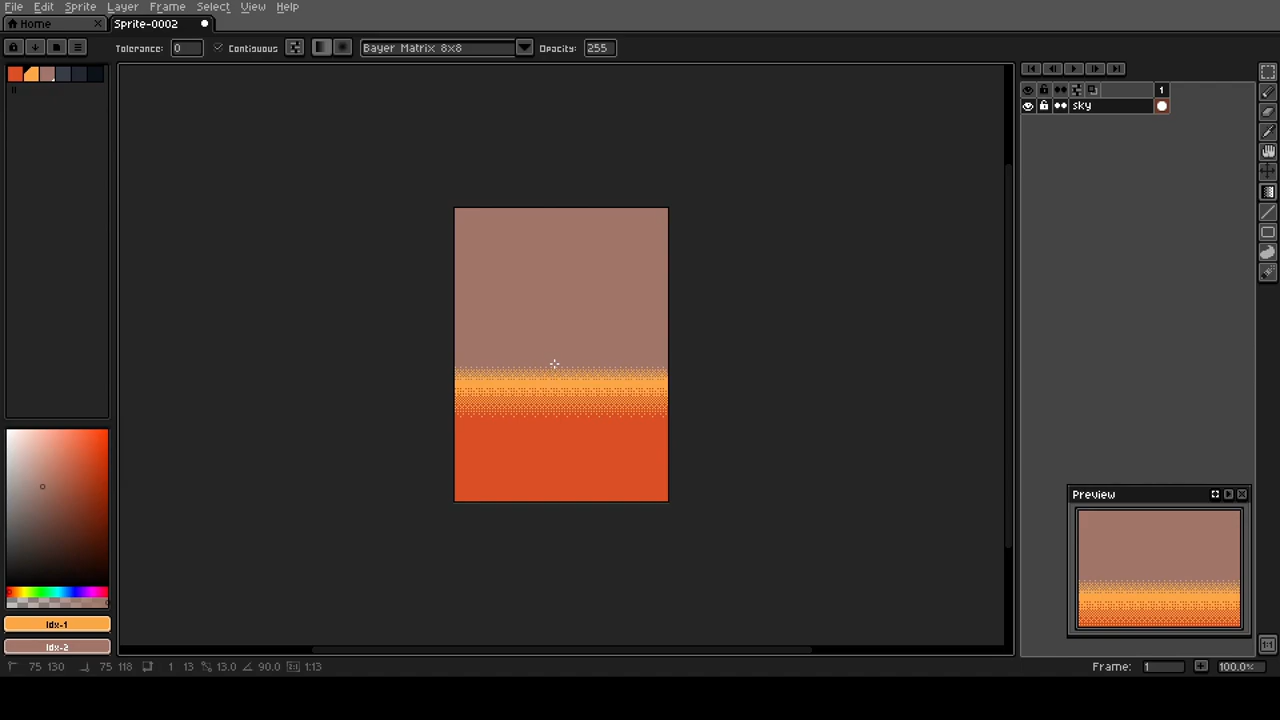 File Edit Sprite Layer Frame Select View Help
Home Sprite-0002
Tolerance: 0 Contiguous Bayer Matrix 8x8 Opacity: 255
1
sky
Preview
Idx-1
Idx-2
75 130 75 118 1 13 13.0 90.0 1:13 Frame: 1 100.0%